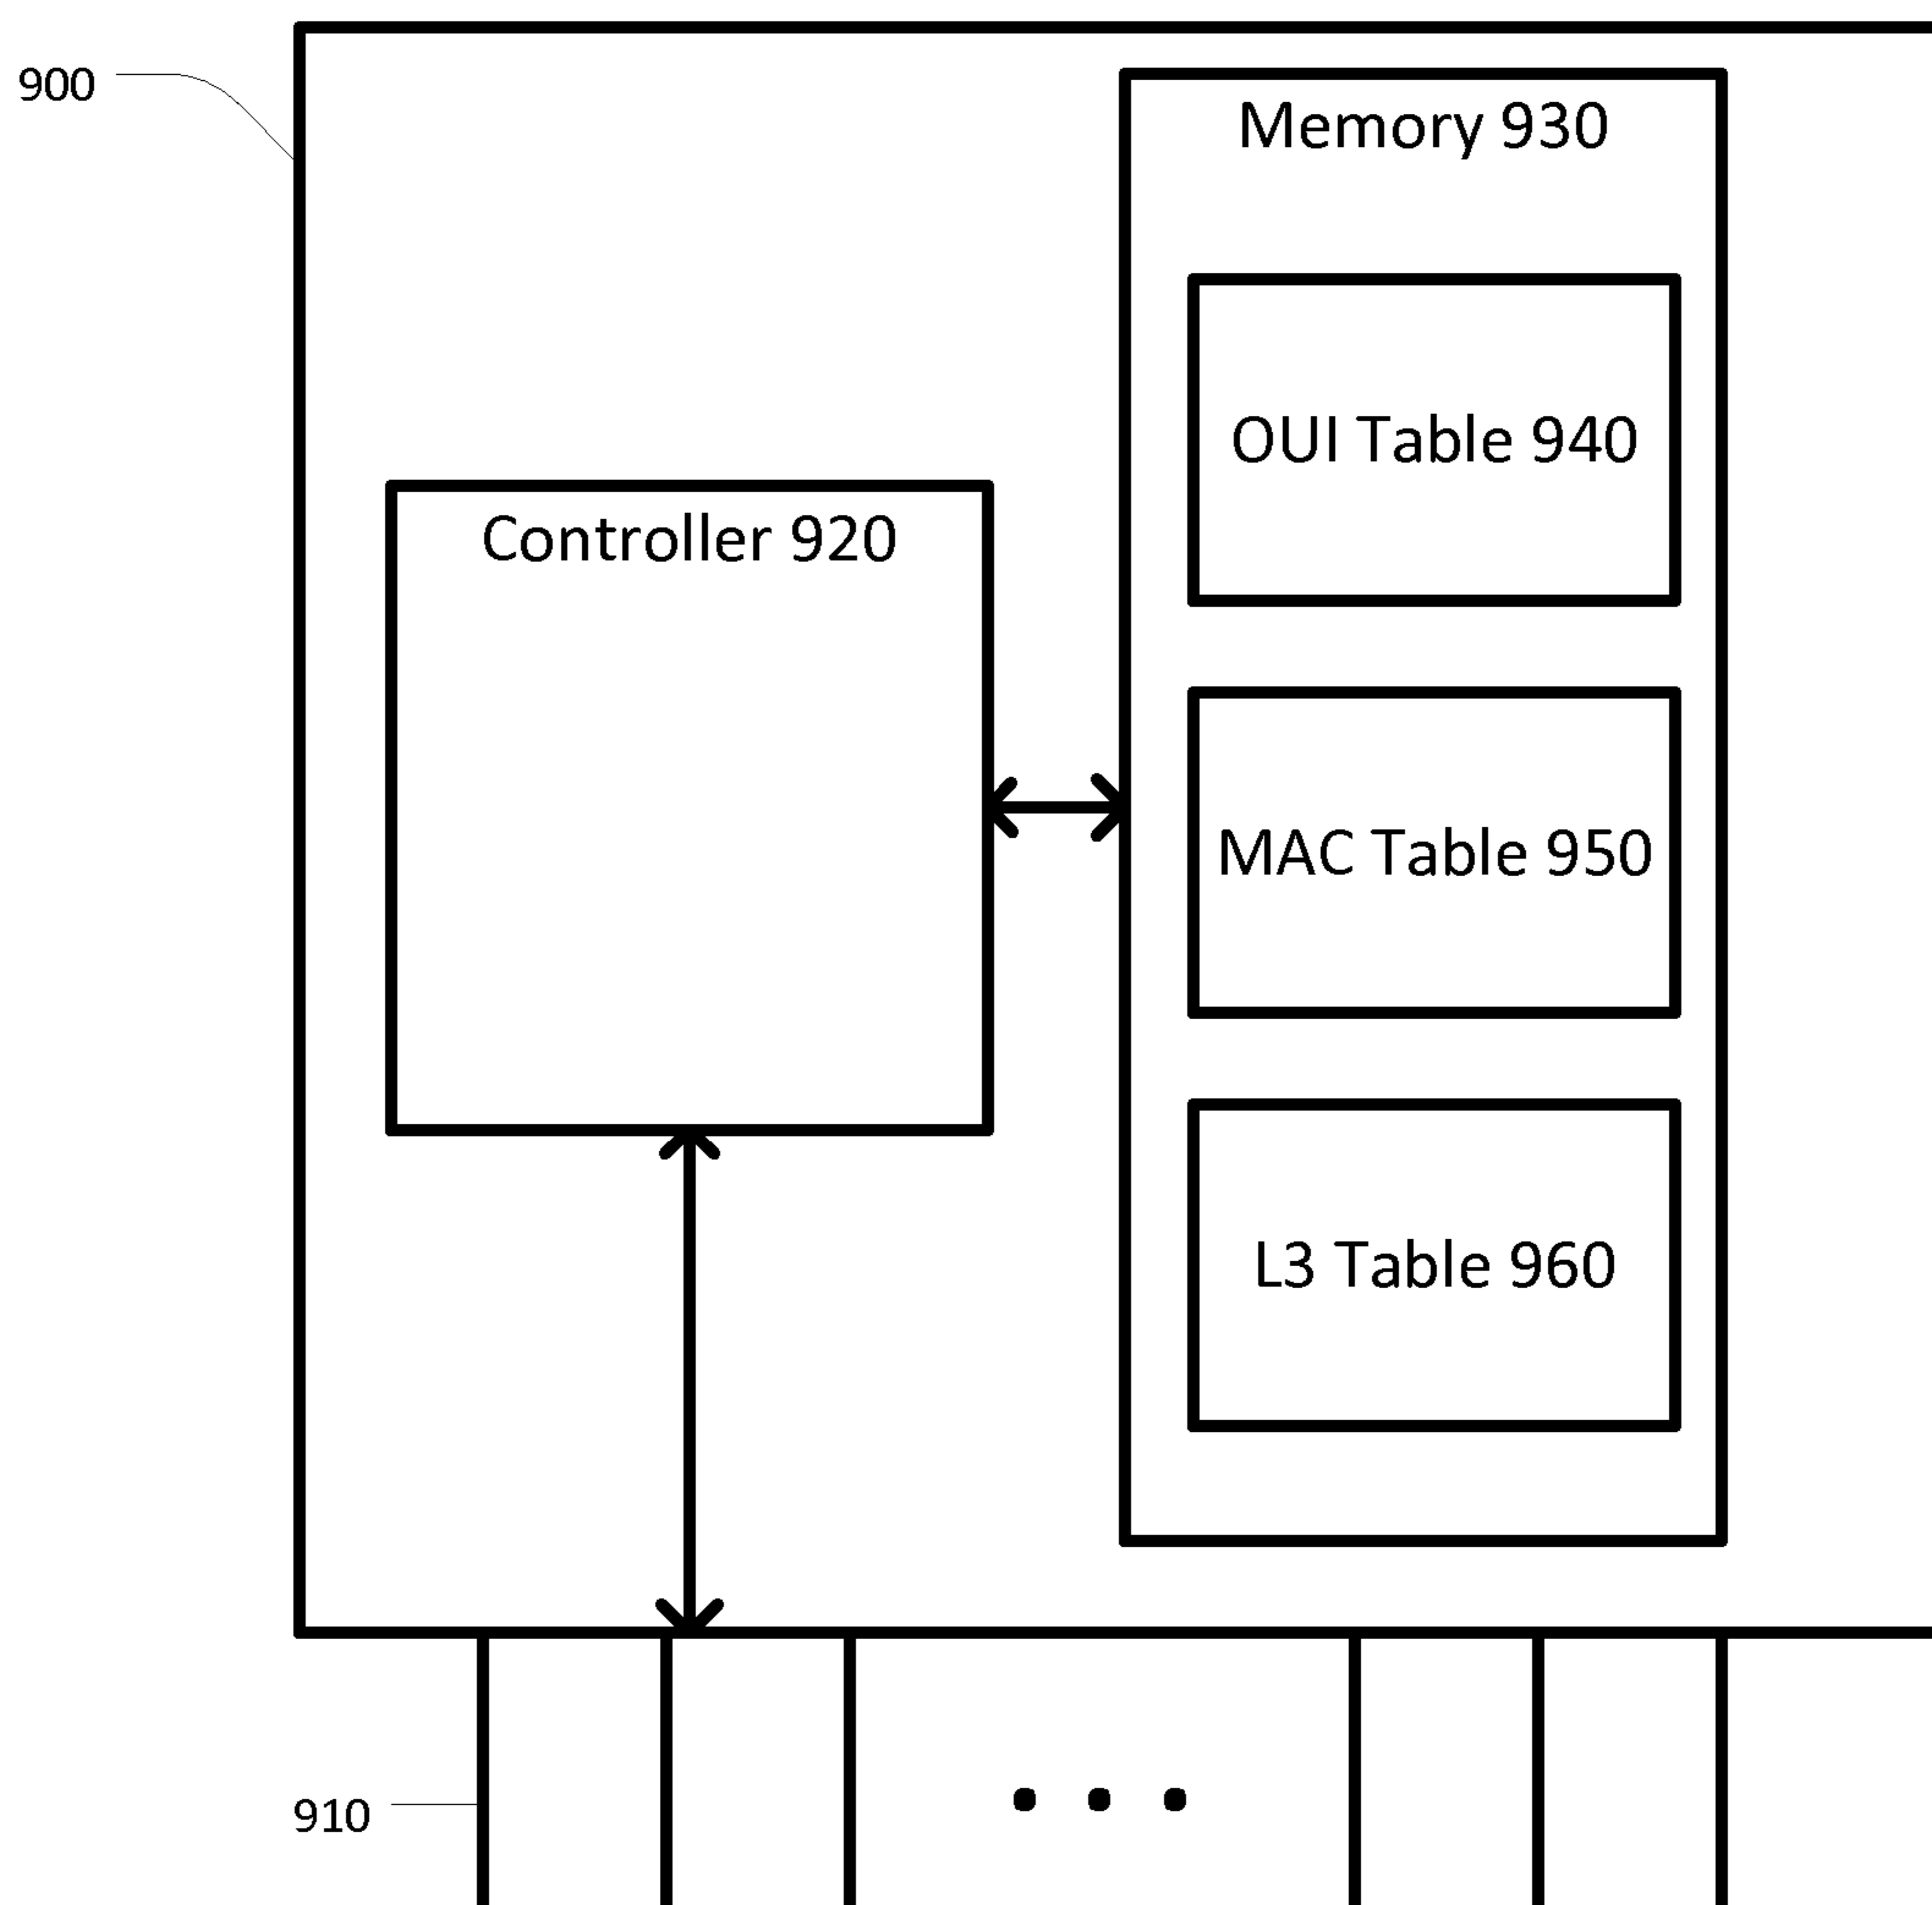 900
Memory 930
OUI Table 940
Controller 920
MAC Table 950
L3 Table 960
910